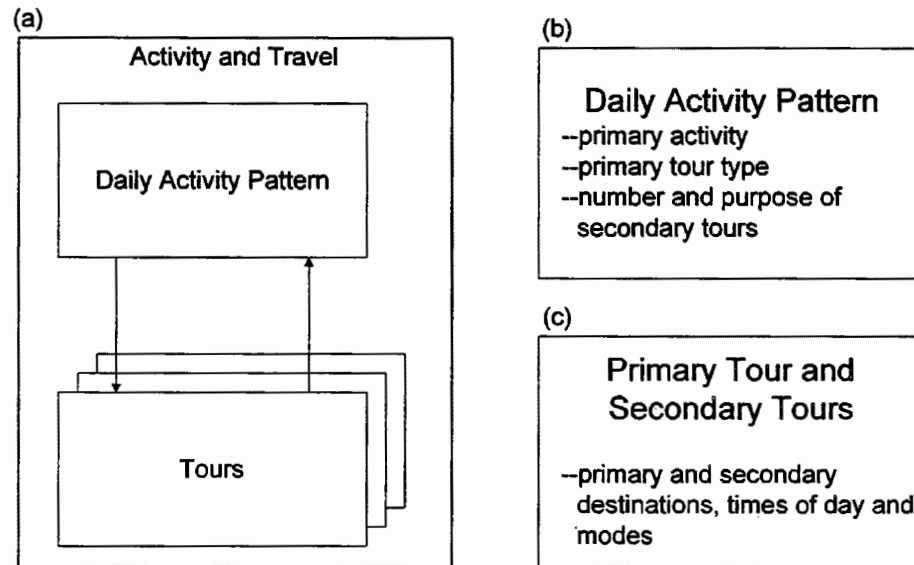 (a)
Activity and Travel
Daily Activity Pattern
Tours
(b)
Daily Activity Pattern
--primary activity
--primary tour type
--number and purpose of
secondary tours
(c)
Primary Tour and
Secondary Tours
--primary and secondary
destinations, times of day and
modes